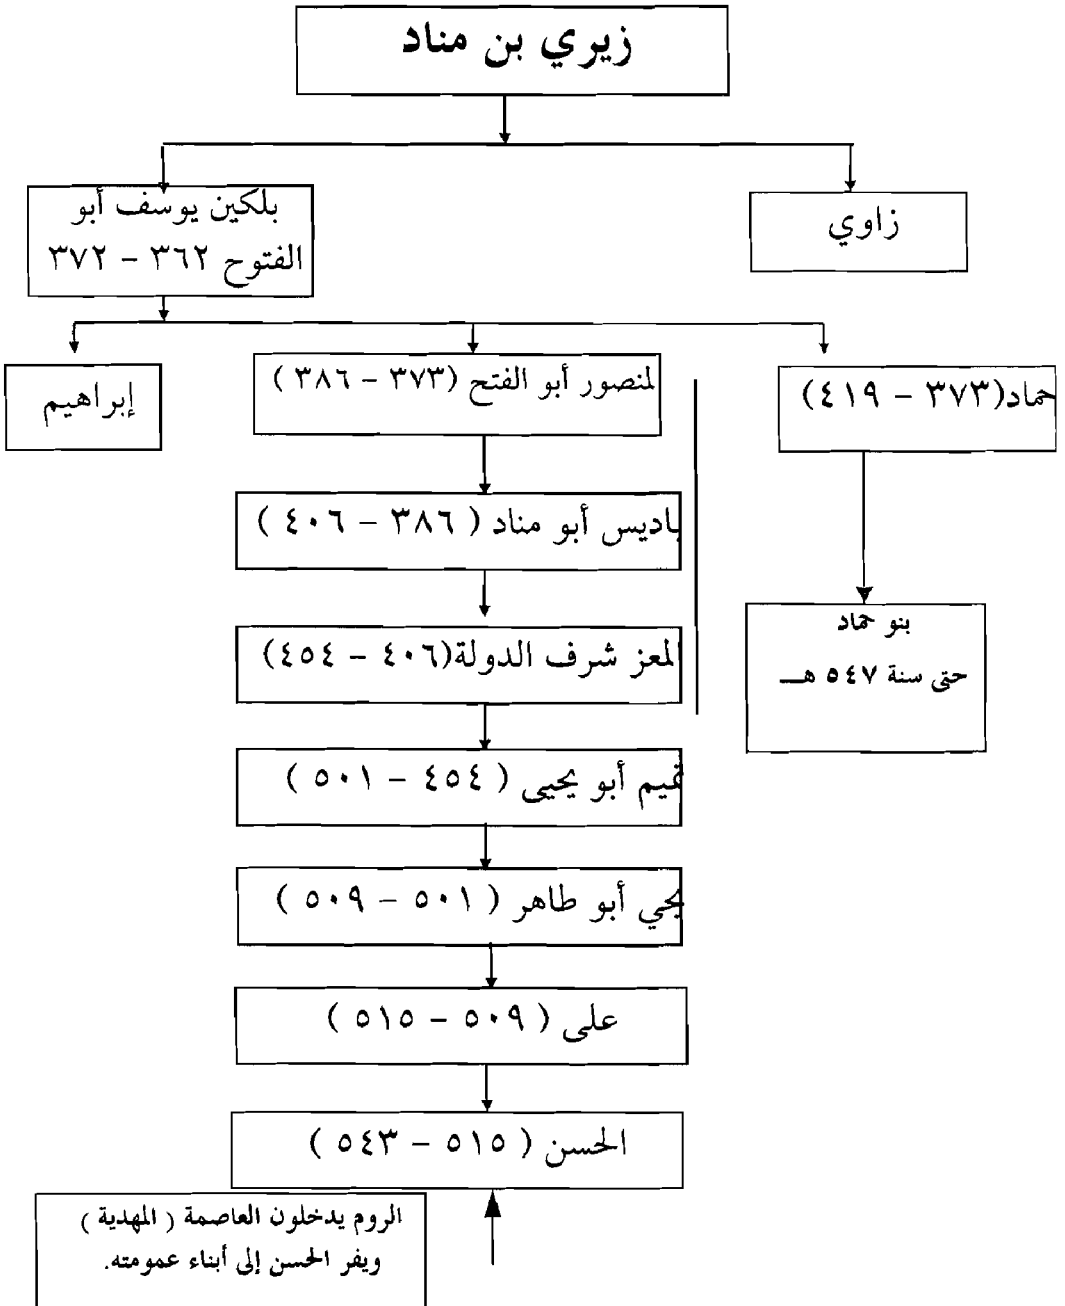 زيري بن مناد
زاوي
بلكين يوسف أبو
الفتوح ٣٦٢ – ٣٧٢
حماد(٣٧٣ – ٤١٩)
لمنصور أبو الفتح (٣٧٣ – ٣٨٦ )
إبراهيم
باديس أبو مناد ( ٣٨٦ – ٤٠٦ )
لمعز شرف الدولة(٤٠٦ – ٤٥٤)
بنو حماد
حتى سنة ٥٤٧ هــ
تميم أبو يحيى ( ٤٥٤ – ٥٠١ )
يحي أبو طاهر ( ٥٠١ – ٥٠٩ )
على ( ٥٠٩ – ٥١٥ )
الحسن ( ٥١٥ – ٥٤٣ )
الروم يدخلون العاصمة ( المهدية )
ويفر الحسن إلى أبناء عمومته.